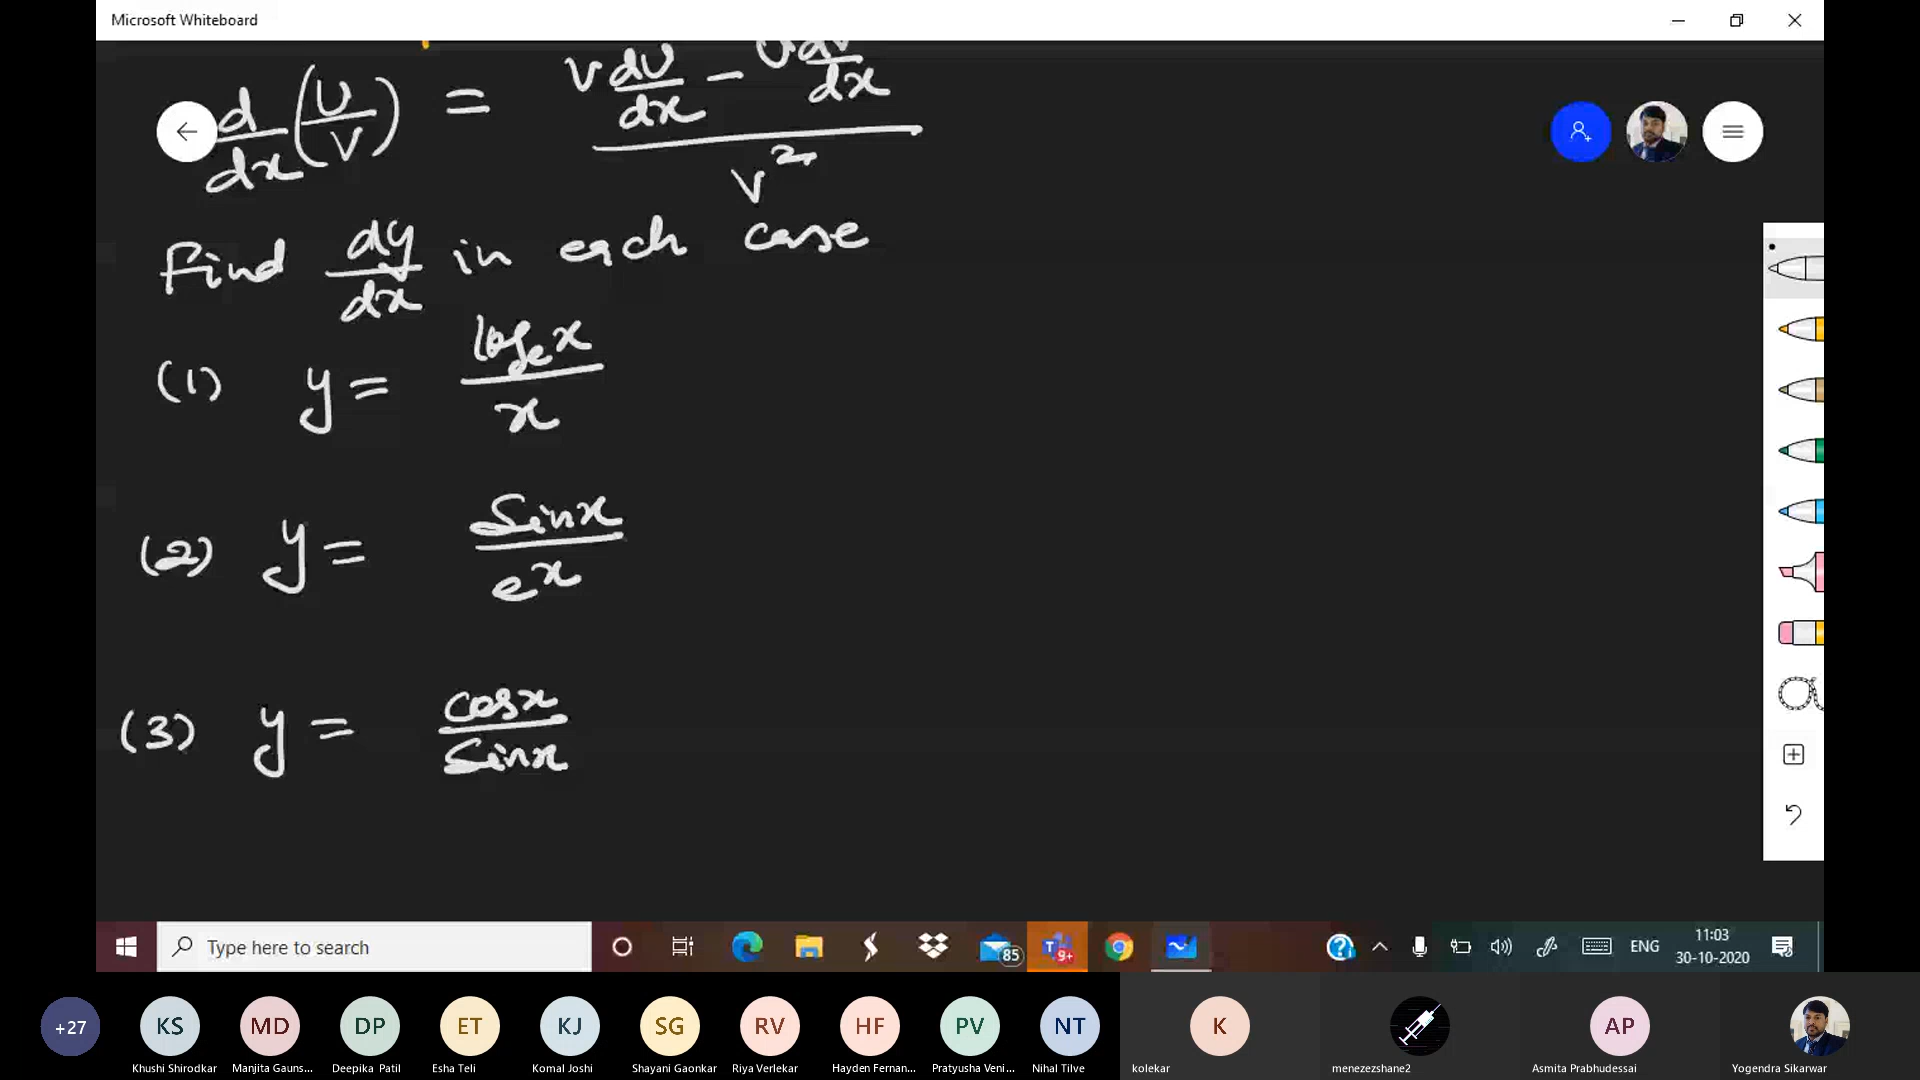 Microsoft Whiteboard
d/dx (U/V) = (V dU/dx - U dV/dx) / V²
Find dy/dx in each case
(1) y = logₑx / x
(2) y = Sinx / eˣ
(3) y = cosx / Sinx
Type here to search
85
9+
ENG
11:03
30-10-2020
+27
KS
MD
DP
ET
KJ
SG
RV
HF
PV
NT
K
AP
Khushi Shirodkar
Manjita Gauns...
Deepika Patil
Esha Teli
Komal Joshi
Shayani Gaonkar
Riya Verlekar
Hayden Fernan...
Pratyusha Veni...
Nihal Tilve
kolekar
menezezshane2
Asmita Prabhudessai
Yogendra Sikarwar